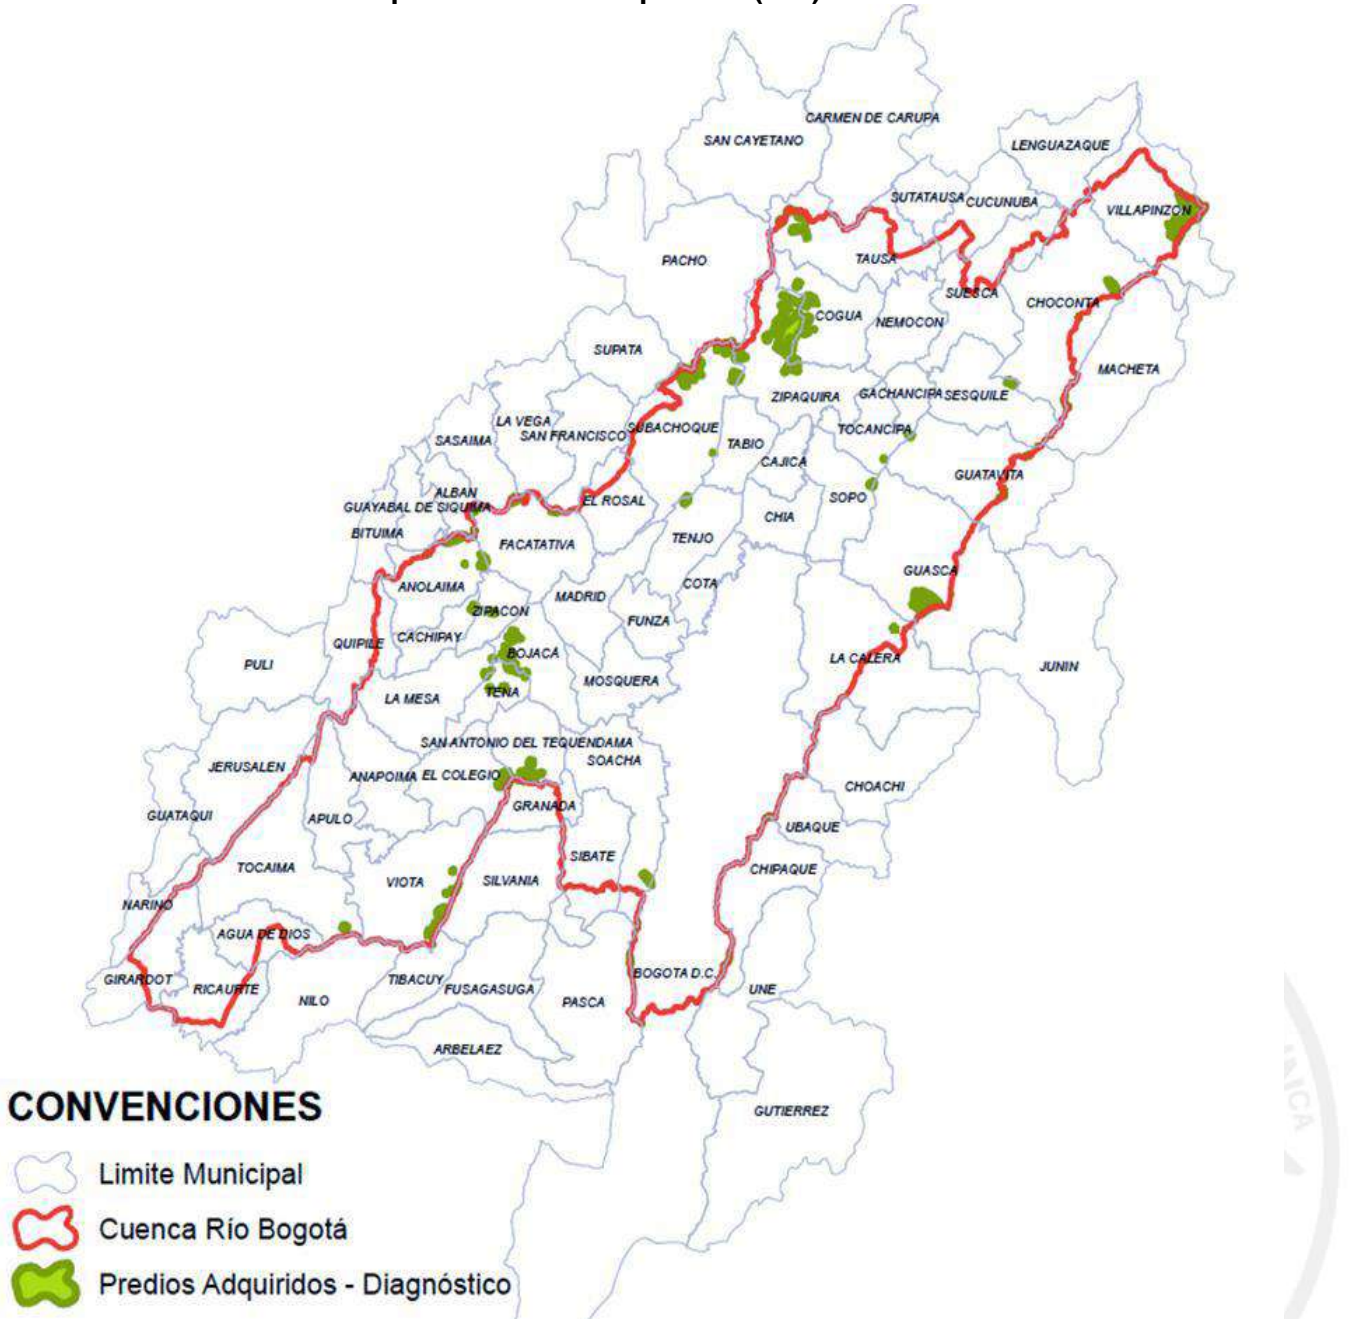 CARMEN DE CARUPA
SAN CAYETANO
LENGUAZAQUE
SUTATAUSA
CUCUNUBA
VILLAPINZON
PACHO
TAUSA
SUESCA
CHOCONTA
COGUA
NEMOCON
SUPATA
MACHETA
ZIPAQUIRA
GACHANCIPA
SESQUILE
LA VEGA
SAN FRANCISCO
SUBACHOQUE
TOCANCIPA
SASAIMA
TABIO
CAJICA
GUATAVITA
ALBAN
EL ROSAL
SOPO
GUAYABAL DE SIQUIMA
CHIA
BITUIMA
FACATATIVA
TENJO
GUASCA
ANOLAIMA
COTA
MADRID
ZIPACON
FUNZA
CACHIPAY
QUIPILE
BOJACÁ
LA CALERA
PULI
JUNIN
MOSQUERA
TENA
LA MESA
SAN ANTONIO DEL TEQUENDAMA
SOACHA
JERUSALEN
ANAPOIMA
EL COLEGIO
CHOACHI
GRANADA
GUATAQUI
APULO
UBAQUE
SIBATE
TOCAIMA
CHIPAQUE
VIOTA
SILVANIA
NARIÑO
AGUA DE DIOS
BOGOTA D.C.
GIRARDOT
TIBACUY
RICAURTE
FUSAGASUGA
UNE
NILO
PASCA
ARBELAEZ
GUTIERREZ
CONVENCIONES
Limite Municipal
Cuenca Río Bogotá
Predios Adquiridos - Diagnóstico